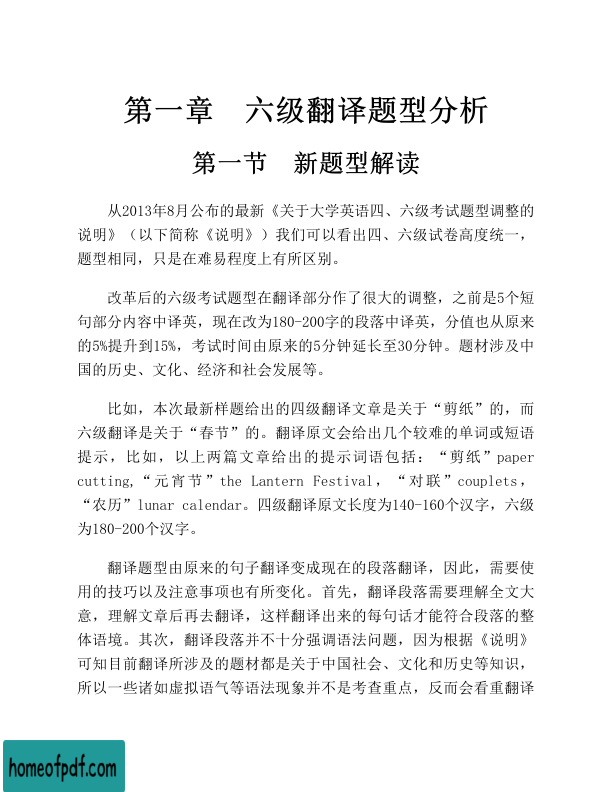 第一章　六级翻译题型分析
第一节　新题型解读
从2013年8月公布的最新《关于大学英语四、六级考试题型调整的
说明》（以下简称《说明》）我们可以看出四、六级试卷高度统一，
题型相同，只是在难易程度上有所区别。
改革后的六级考试题型在翻译部分作了很大的调整，之前是5个短
句部分内容中译英，现在改为180-200字的段落中译英，分值也从原来
的5%提升到15%，考试时间由原来的5分钟延长至30分钟。题材涉及中
国的历史、文化、经济和社会发展等。
比如，本次最新样题给出的四级翻译文章是关于“剪纸”的，而
六级翻译是关于“春节”的。翻译原文会给出几个较难的单词或短语
提示，比如，以上两篇文章给出的提示词语包括：“剪纸”paper
cutting,“元宵节”the Lantern Festival，“对联”couplets，
“农历”lunar calendar。四级翻译原文长度为140-160个汉字，六级
为180-200个汉字。
翻译题型由原来的句子翻译变成现在的段落翻译，因此，需要使
用的技巧以及注意事项也有所变化。首先，翻译段落需要理解全文大
意，理解文章后再去翻译，这样翻译出来的每句话才能符合段落的整
体语境。其次，翻译段落并不十分强调语法问题，因为根据《说明》
可知目前翻译所涉及的题材都是关于中国社会、文化和历史等知识，
所以一些诸如虚拟语气等语法现象并不是考查重点，反而会看重翻译
homeofpdf.com